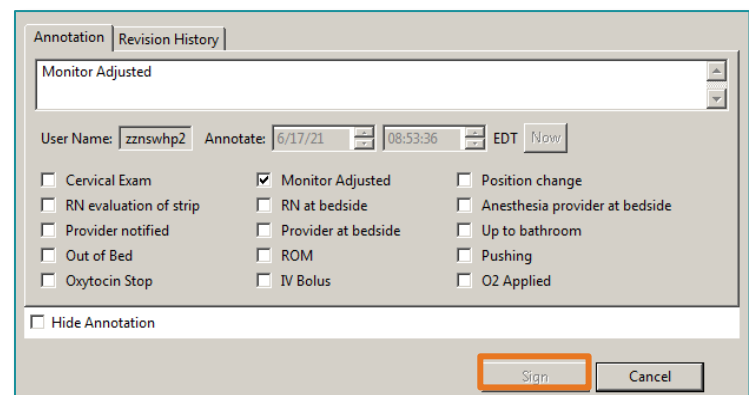 Annotation Revision History
Monitor Adjusted
User Name: zznswhp2 Annotate: 6/17/21 08:53:36 EDT Now
Cervical Exam Monitor Adjusted Position change
RN evaluation of strip RN at bedside Anesthesia provider at bedside
Provider notified Provider at bedside Up to bathroom
Out of Bed ROM Pushing
Oxytocin Stop IV Bolus O2 Applied
Hide Annotation
Sign Cancel